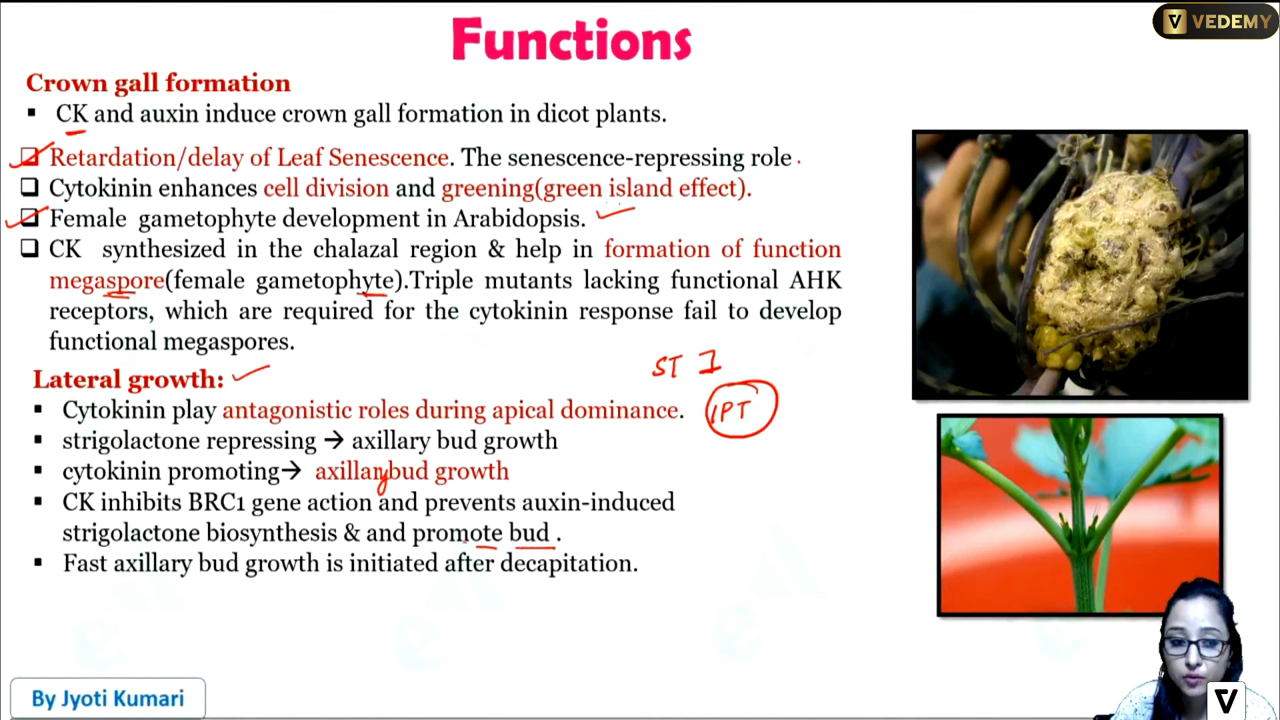 Functions
VEDEMY
Crown gall formation
▪ CK and auxin induce crown gall formation in dicot plants.
❑ Retardation/delay of Leaf Senescence. The senescence-repressing role .
❑ Cytokinin enhances cell division and greening(green island effect).
❑ Female gametophyte development in Arabidopsis.
❑ CK synthesized in the chalazal region & help in formation of function
megaspore(female gametophyte).Triple mutants lacking functional AHK
receptors, which are required for the cytokinin response fail to develop
functional megaspores.
Lateral growth:
ST I
▪ Cytokinin play antagonistic roles during apical dominance.
IPT
▪ strigolactone repressing → axillary bud growth
▪ cytokinin promoting→ axillary bud growth
▪ CK inhibits BRC1 gene action and prevents auxin-induced
strigolactone biosynthesis & and promote bud .
▪ Fast axillary bud growth is initiated after decapitation.
By Jyoti Kumari